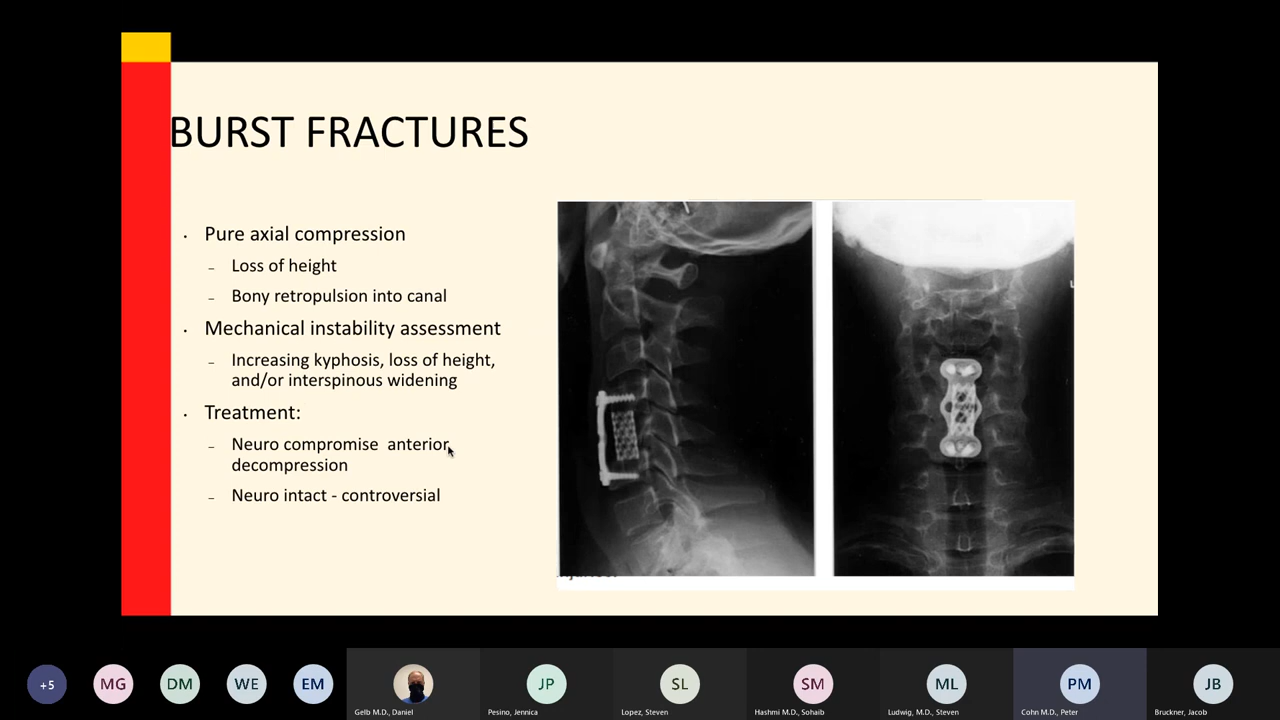 BURST FRACTURES
• Pure axial compression
– Loss of height
– Bony retropulsion into canal
• Mechanical instability assessment
– Increasing kyphosis, loss of height,
and/or interspinous widening
• Treatment:
– Neuro compromise anterior
decompression
– Neuro intact - controversial
+5
MG
DM
WE
EM
JP
SL
SM
ML
PM
JB
Gelb M.D., Daniel
Pesino, Jennica
Lopez, Steven
Hashmi M.D., Sohaib
Ludwig, M.D., Steven
Cohn M.D., Peter
Bruckner, Jacob